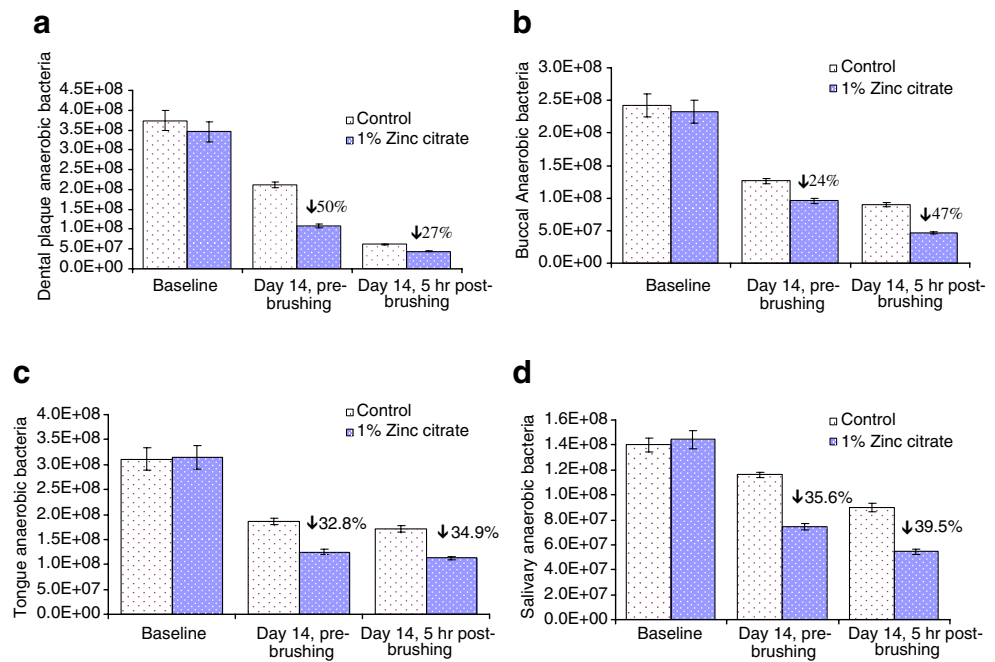 a
Dental plaque anaerobic bacteria
4.5E+08
4.0E+08
3.5E+08
3.0E+08
2.5E+08
2.0E+08
1.5E+08
1.0E+08
5.0E+07
0.0E+00
Control
1% Zinc citrate
↓50%
↓27%
Baseline
Day 14, pre-
brushing
Day 14, 5 hr post-
brushing
b
Buccal Anaerobic bacteria
3.0E+08
2.5E+08
2.0E+08
1.5E+08
1.0E+08
5.0E+07
0.0E+00
Control
1% Zinc citrate
↓24%
↓47%
Baseline
Day 14, pre-
brushing
Day 14, 5 hr post-
brushing
c
Tongue anaerobic bacteria
4.0E+08
3.5E+08
3.0E+08
2.5E+08
2.0E+08
1.5E+08
1.0E+08
5.0E+07
0.0E+00
Control
1% Zinc citrate
↓32.8%
↓34.9%
Baseline
Day 14, pre-
brushing
Day 14, 5 hr post-
brushing
d
Salivary anaerobic bacteria
1.6E+08
1.4E+08
1.2E+08
1.0E+08
8.0E+07
6.0E+07
4.0E+07
2.0E+07
0.0E+00
Control
1% Zinc citrate
↓35.6%
↓39.5%
Baseline
Day 14, pre-
brushing
Day 14, 5 hr post-
brushing